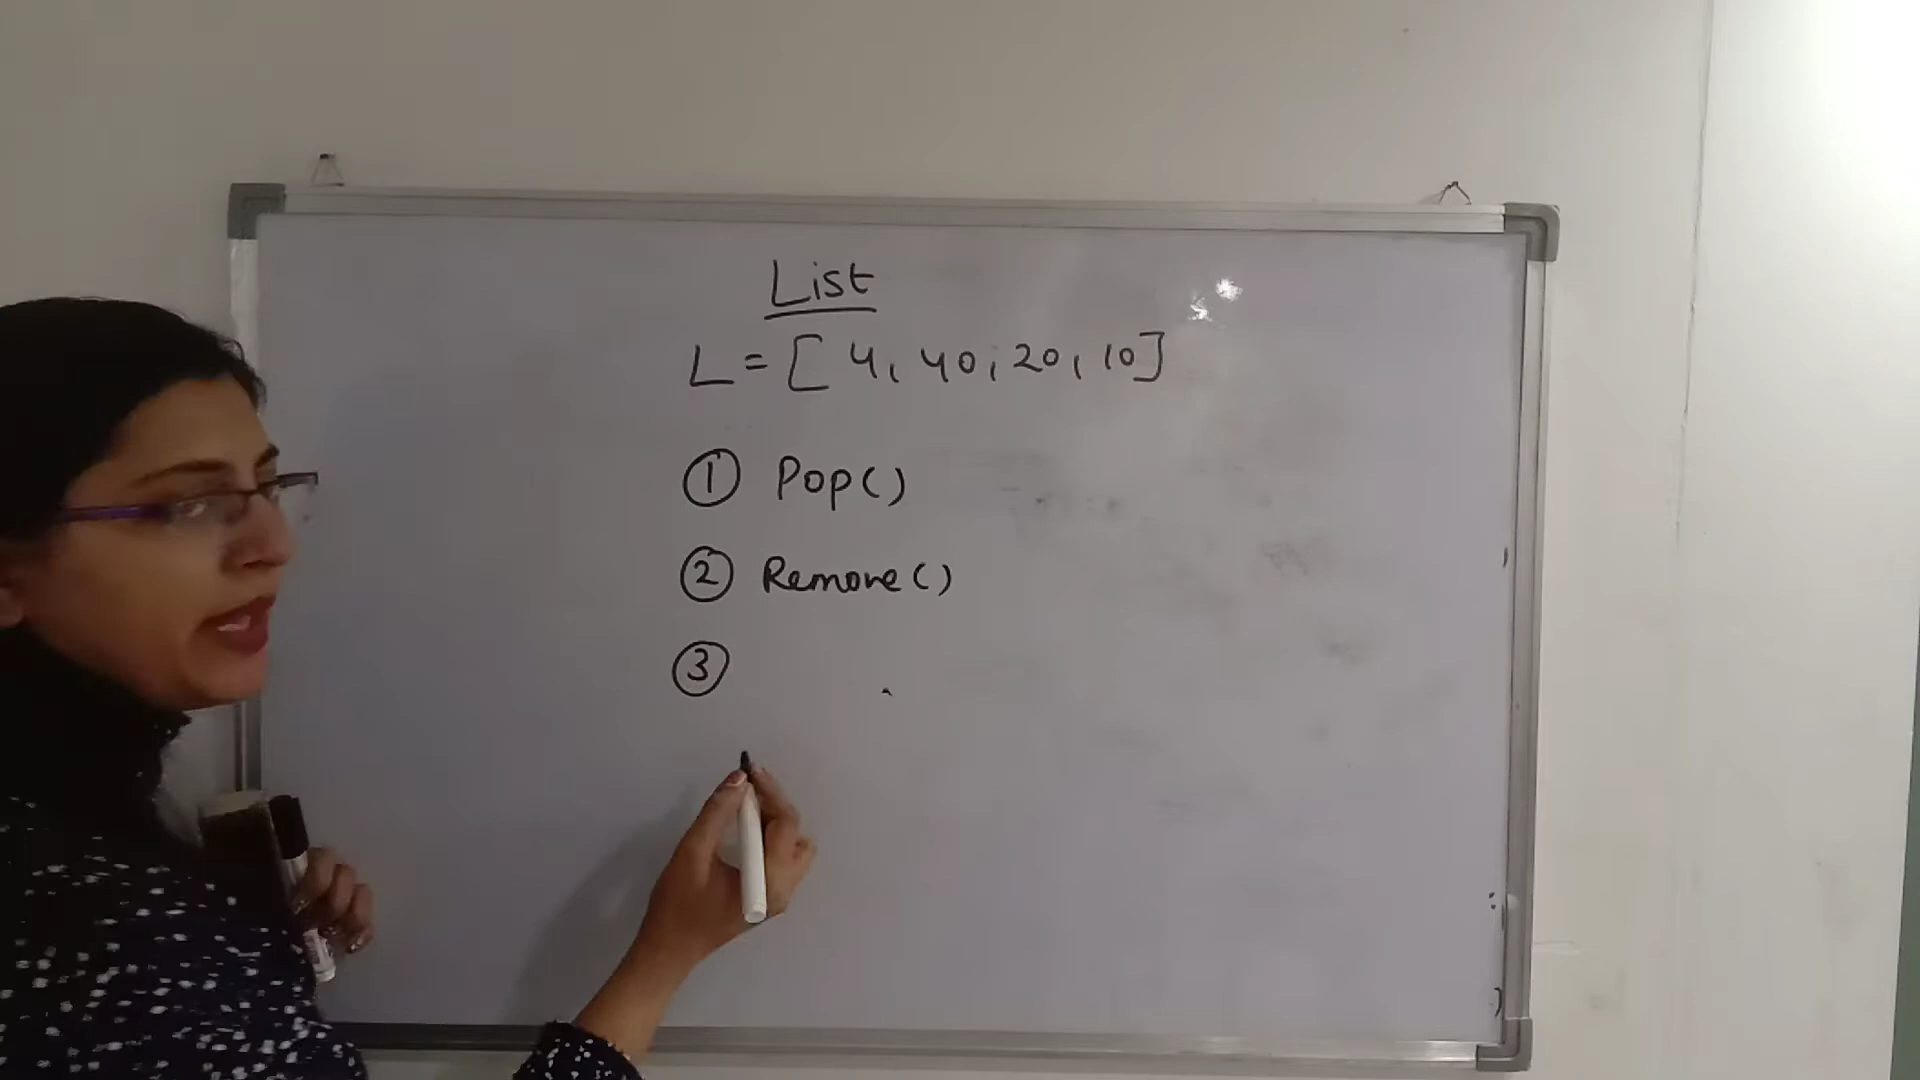 List
L = [ 4, 40, 20, 10]
① Pop()
② Remove()
③